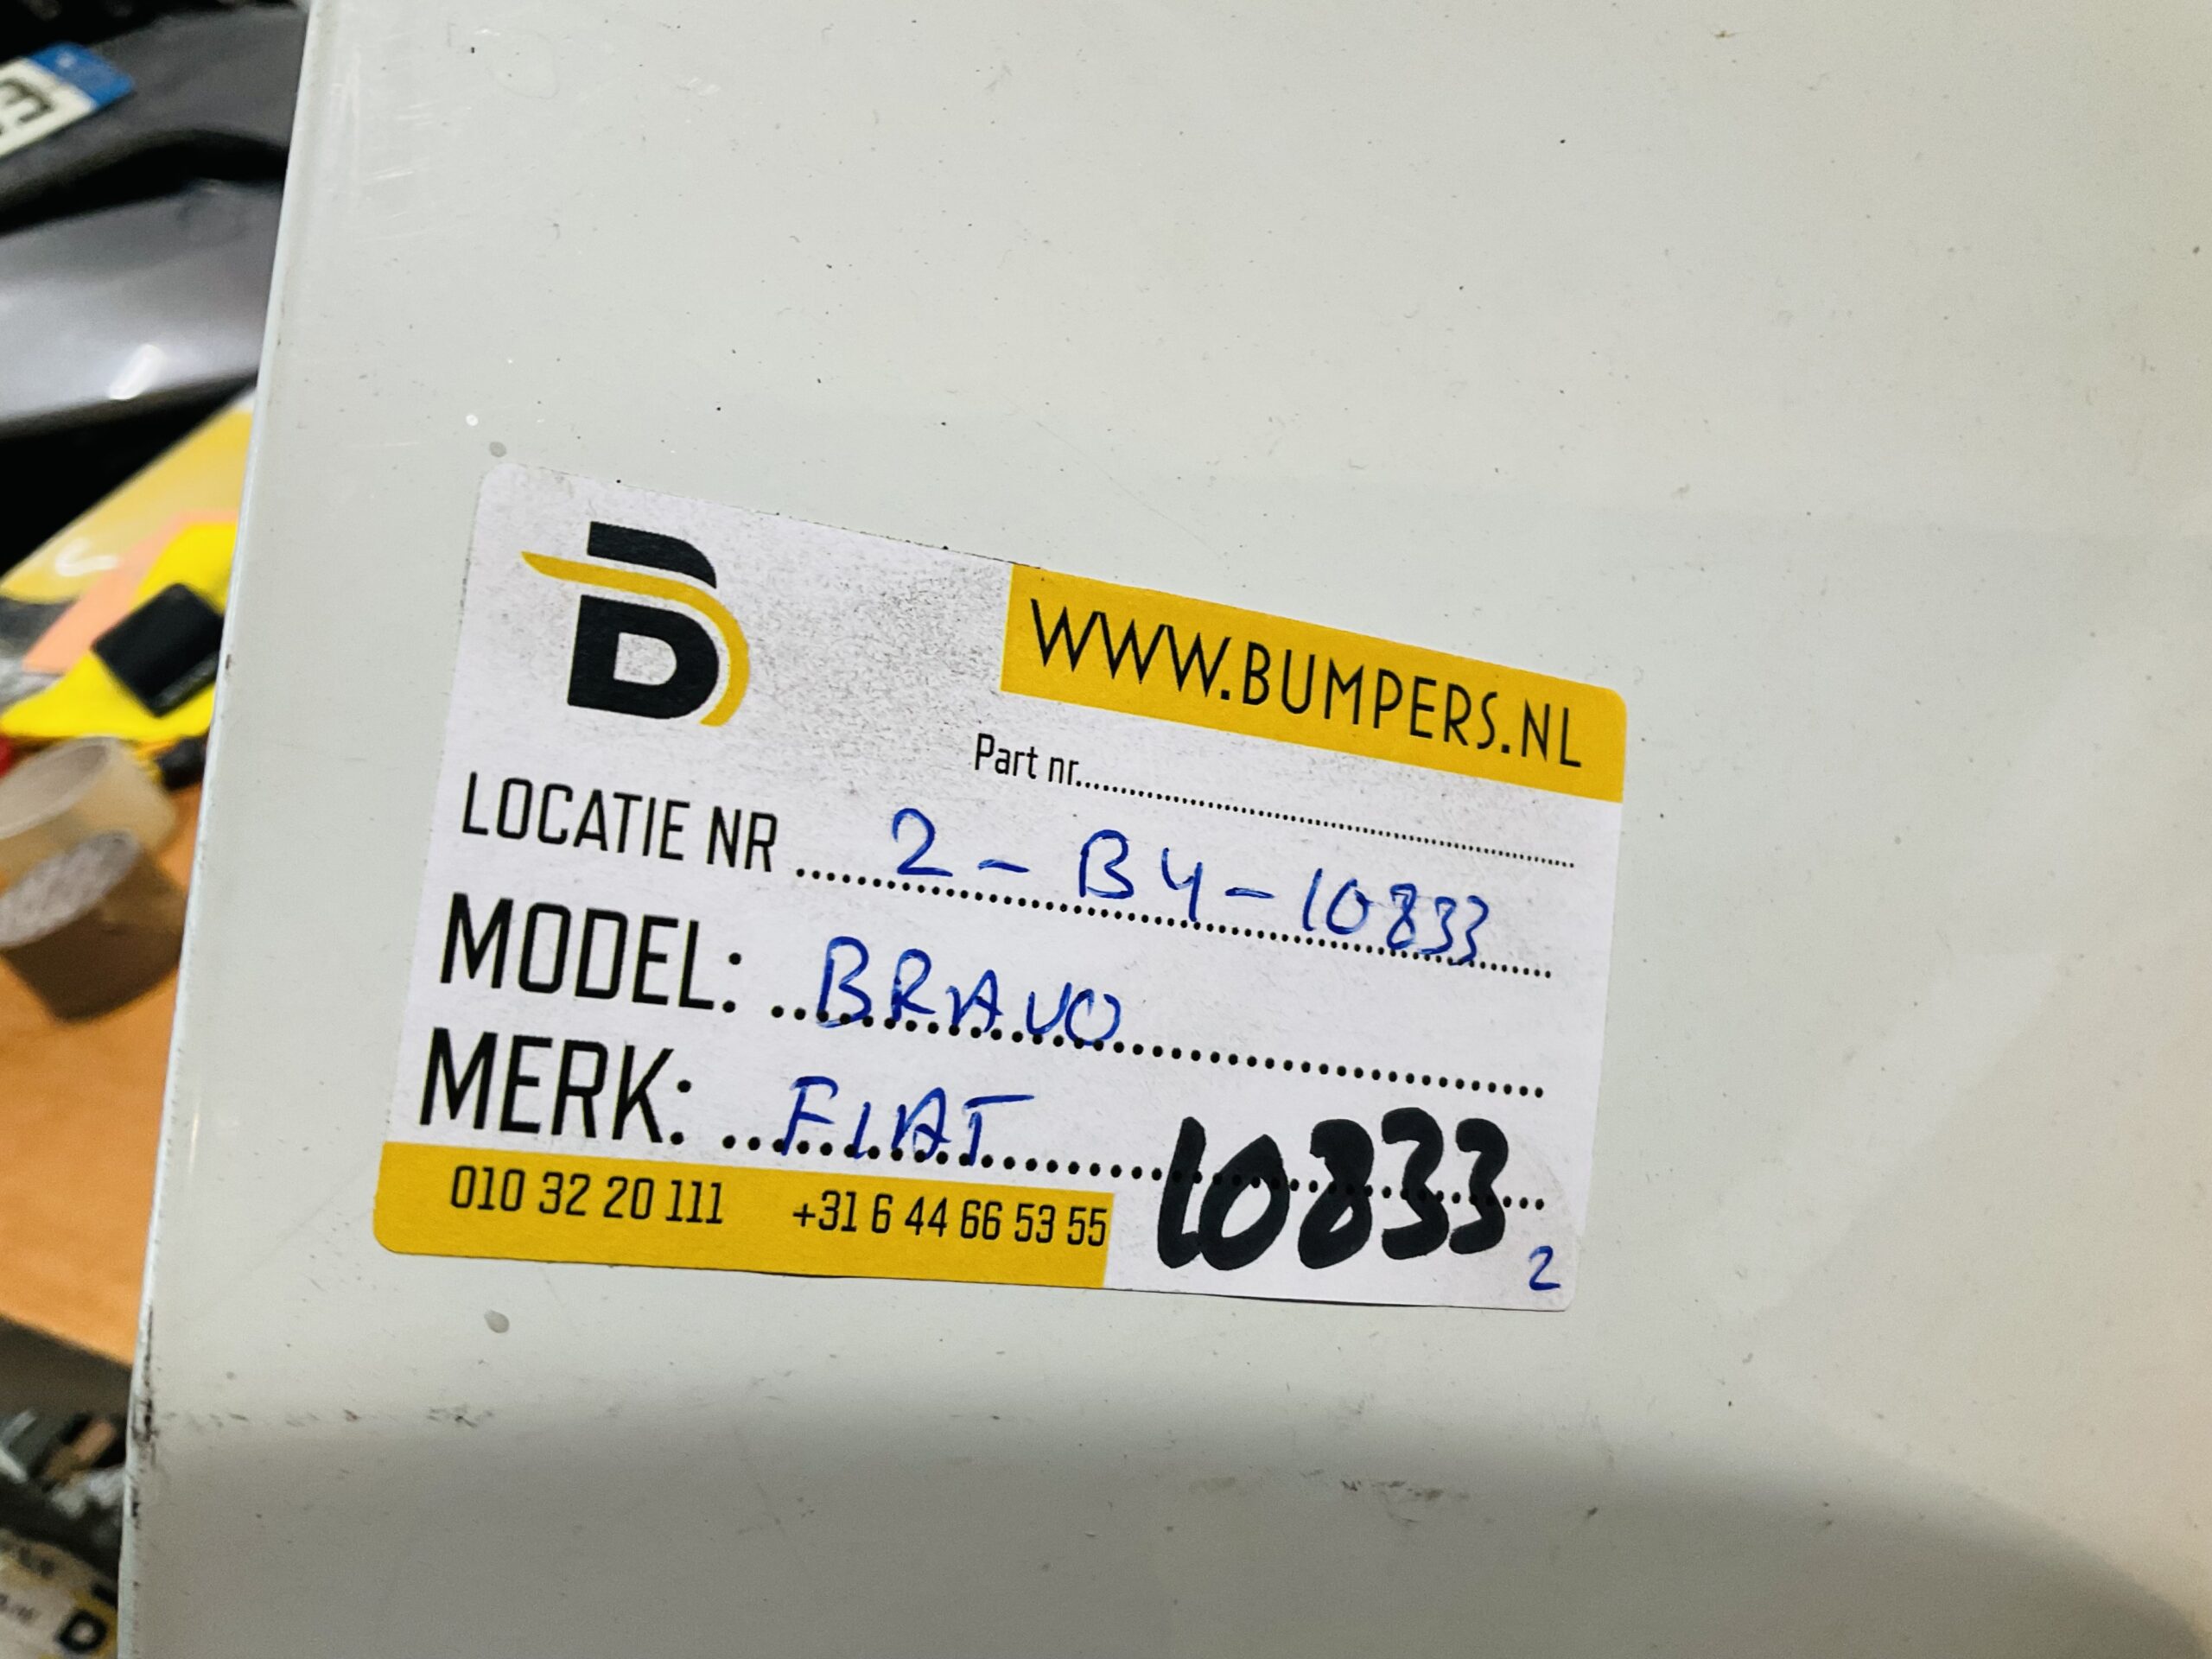 WWW.BUMPERS.NL
Part nr.....
LOCATIE NR ..... 2 - B4 - 10833
MODEL: ..... BRAVO
MERK: ..... FIAT
010 32 20 111 +31 6 44 66 53 55
10833
2